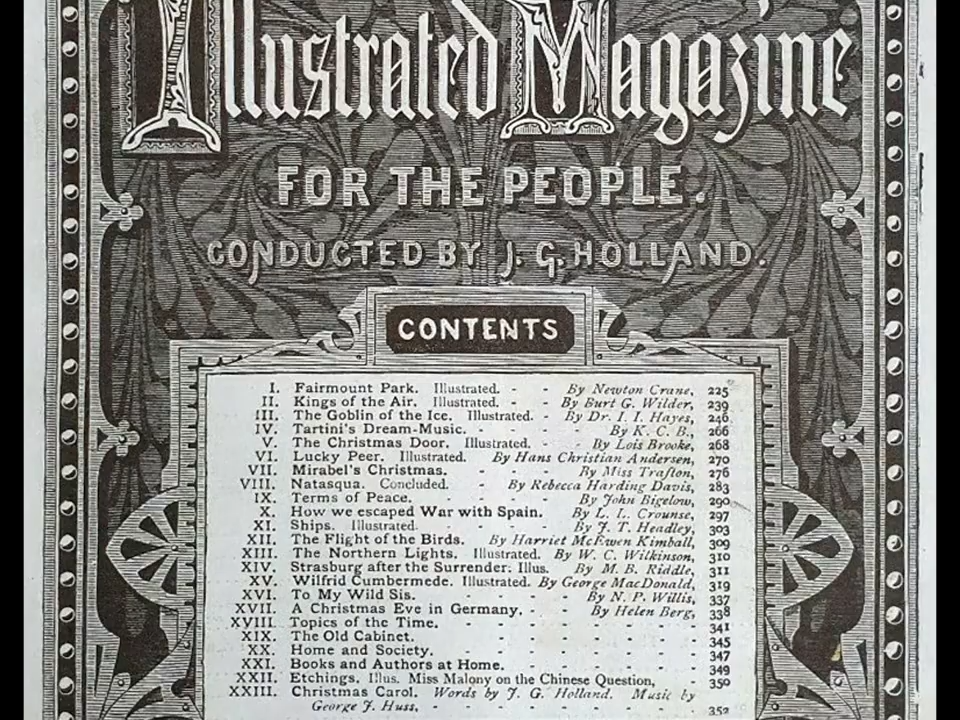 Illustrated Magazine
FOR THE PEOPLE.
CONDUCTED BY J. G. HOLLAND.
CONTENTS
I. Fairmount Park. Illustrated. - - By Newton Crane, 225
II. Kings of the Air. Illustrated. - - By Burt G. Wilder, 239
III. The Goblin of the Ice. Illustrated. - By Dr. I. I. Hayes, 246
IV. Tartini's Dream-Music. - - - - By K. C. B., 266
V. The Christmas Door. Illustrated. - By Lois Brooke, 268
VI. Lucky Peer. Illustrated. By Hans Christian Andersen, 270
VII. Mirabel's Christmas. - - - By Miss Trafton, 276
VIII. Natasqua. Concluded. - By Rebecca Harding Davis, 283
IX. Terms of Peace. - - - - By John Bigelow, 290
X. How we escaped War with Spain. By L. L. Crounse, 297
XI. Ships. Illustrated. - - - By J. T. Headley, 303
XII. The Flight of the Birds. By Harriet McEwen Kimball, 309
XIII. The Northern Lights. Illustrated. By W. C. Wilkinson, 310
XIV. Strasburg after the Surrender. Illus. By M. B. Riddle, 311
XV. Wilfrid Cumbermede. Illustrated. By George MacDonald, 319
XVI. To My Wild Sis. - - - - By N. P. Willis, 337
XVII. A Christmas Eve in Germany. - - By Helen Berg, 338
XVIII. Topics of the Time. - - - - - - 341
XIX. The Old Cabinet. - - - - - - 345
XX. Home and Society. - - - - - - 347
XXI. Books and Authors at Home. - - - - 349
XXII. Etchings. Illus. Miss Malony on the Chinese Question, - 350
XXIII. Christmas Carol. Words by J. G. Holland. Music by
George J. Huss, - - - - - - 352